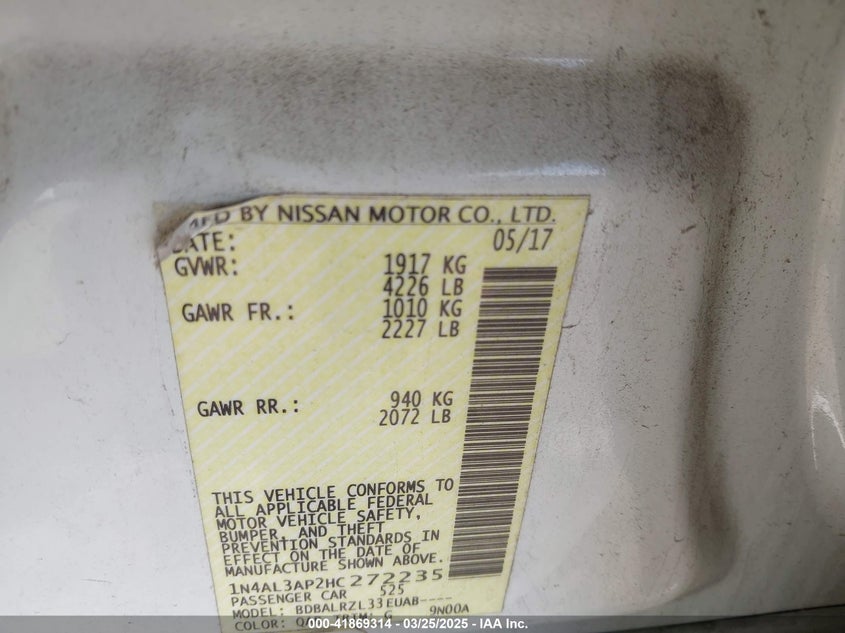 MFD BY NISSAN MOTOR CO., LTD.
DATE: 05/17
GVWR: 1917 KG
4226 LB
GAWR FR.: 1010 KG
2227 LB
GAWR RR.: 940 KG
2072 LB
THIS VEHICLE CONFORMS TO
ALL APPLICABLE FEDERAL
MOTOR VEHICLE SAFETY,
BUMPER, AND THEFT
PREVENTION STANDARDS IN
EFFECT ON THE DATE OF
MANUFACTURE SHOWN ABOVE.
1N4AL3AP2HC272235
PASSENGER CAR 525
MODEL: BDBALRZL33EUAB----
COLOR: G 9N00A
000-41869314 - 03/25/2025 - IAA Inc.